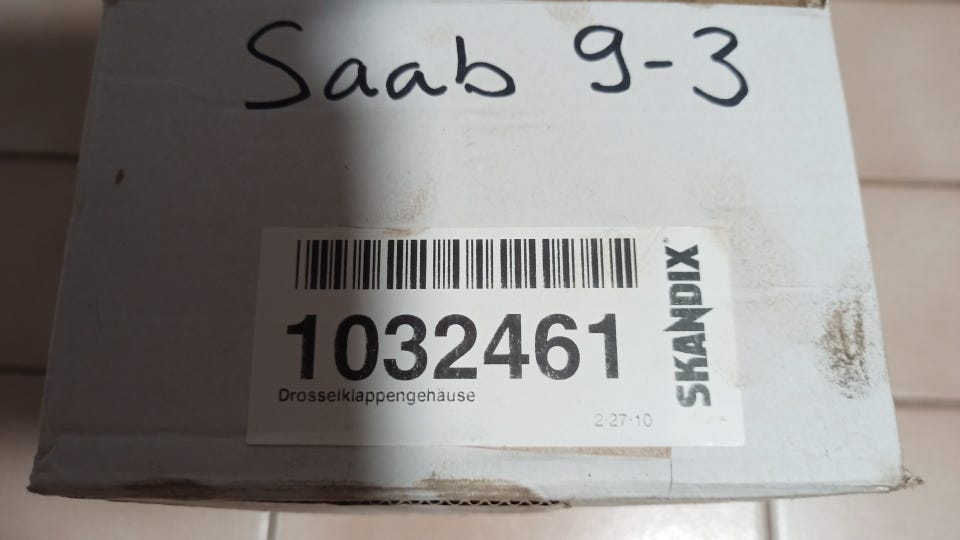 Saab 9-3
1032461
Drosselklappengehäuse
2-27-10
SKANDIX®